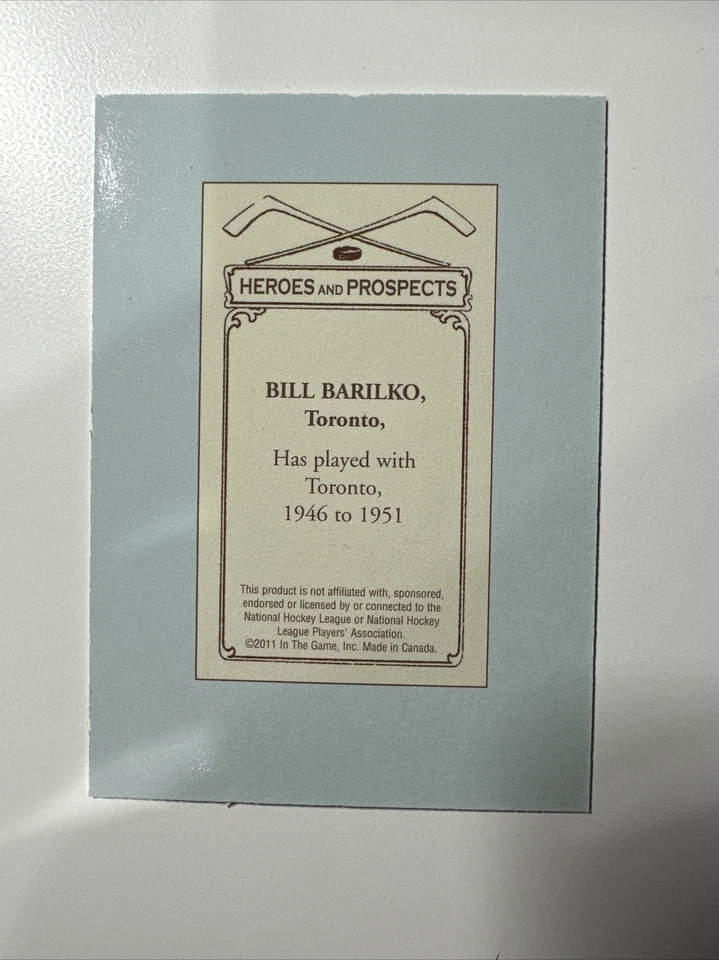 HEROES AND PROSPECTS
BILL BARILKO,
Toronto,
Has played with
Toronto,
1946 to 1951
This product is not affiliated with, sponsored,
endorsed or licensed by or connected to the
National Hockey League or National Hockey
League Players' Association.
©2011 In The Game, Inc. Made in Canada.